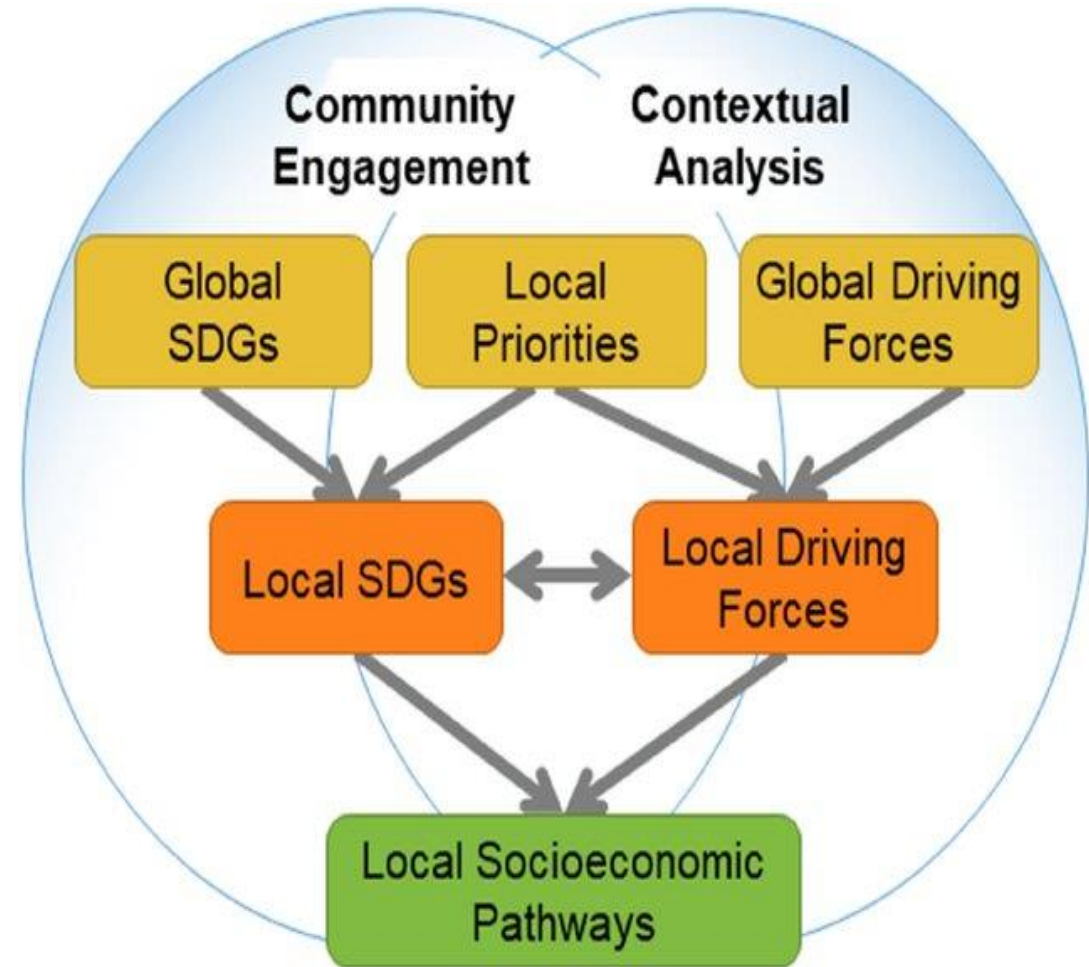 Community
Engagement
Contextual
Analysis
Global
SDGs
Local
Priorities
Global Driving
Forces
Local SDGs
Local Driving
Forces
Local Socioeconomic
Pathways